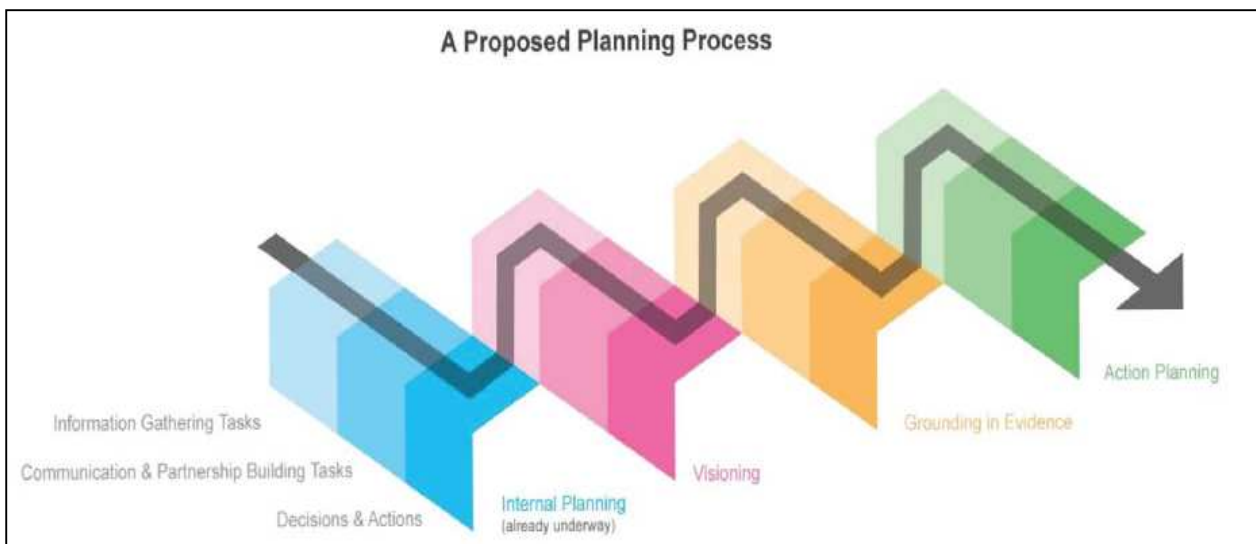 A Proposed Planning Process
Information Gathering Tasks
Communication & Partnership Building Tasks
Decisions & Actions
Internal Planning
(already underway)
Visioning
Grounding in Evidence
Action Planning